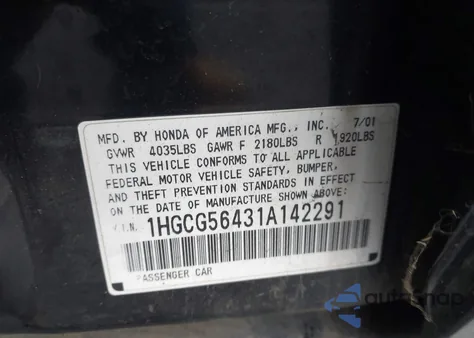 MFD. BY HONDA OF AMERICA MFG., INC. 7/01
GVWR 4035LBS GAWR F 2180LBS R 1920LBS
THIS VEHICLE CONFORMS TO ALL APPLICABLE
FEDERAL MOTOR VEHICLE SAFETY, BUMPER,
AND THEFT PREVENTION STANDARDS IN EFFECT
ON THE DATE OF MANUFACTURE SHOWN ABOVE:
V.I.N. 1HGCG56431A142291
PASSENGER CAR
autosnap